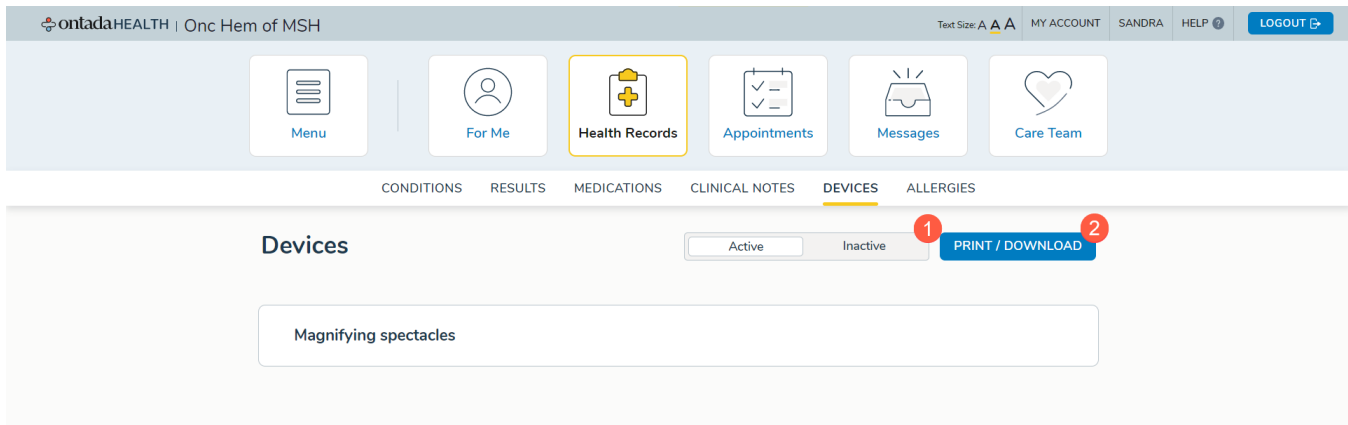 ontadaHEALTH | Onc Hem of MSH
Text Size: A A A MY ACCOUNT SANDRA HELP ? LOGOUT
Menu For Me Health Records Appointments Messages Care Team
CONDITIONS RESULTS MEDICATIONS CLINICAL NOTES DEVICES ALLERGIES
1 2
Devices Active Inactive PRINT / DOWNLOAD
Magnifying spectacles